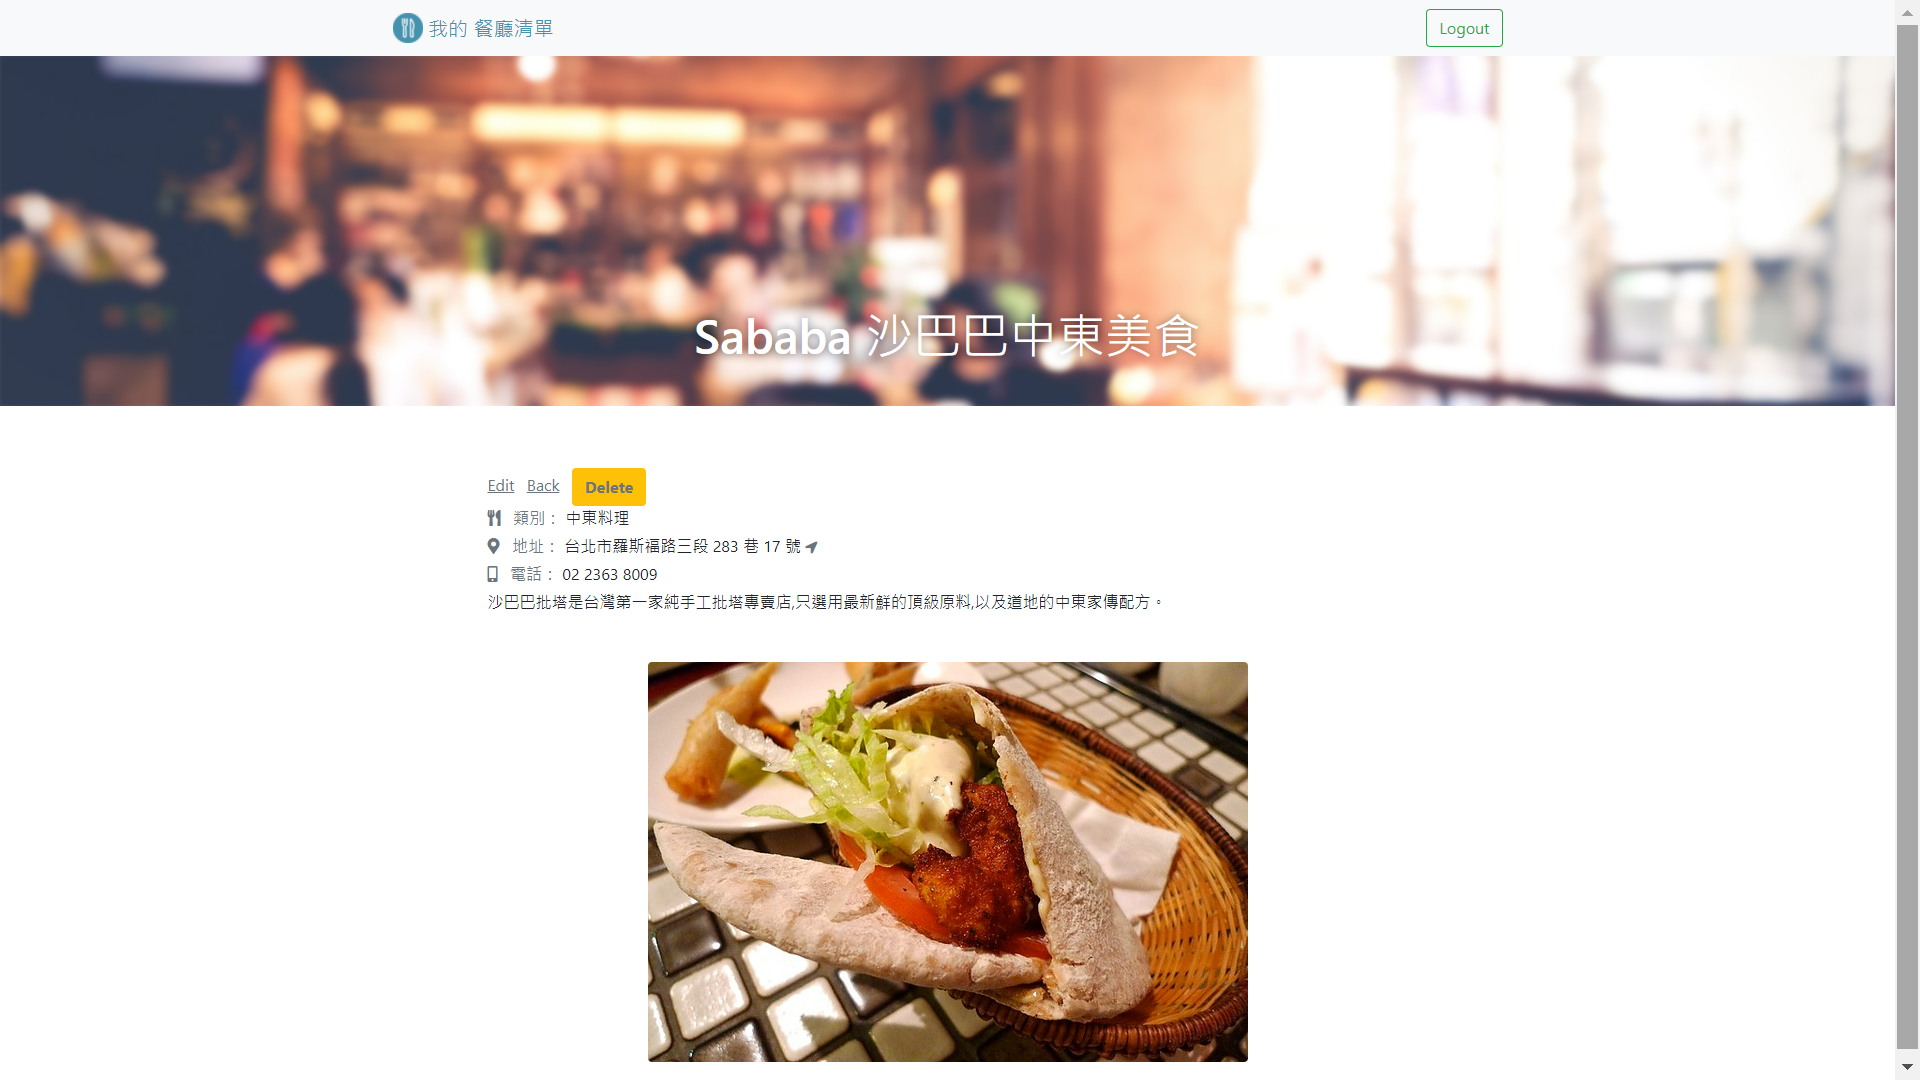 我的 餐廳清單
Logout
Sababa 沙巴巴中東美食
Edit Back Delete
類別： 中東料理
地址： 台北市羅斯福路三段 283 巷 17 號
電話： 02 2363 8009
沙巴巴批塔是台灣第一家純手工批塔專賣店,只選用最新鮮的頂級原料,以及道地的中東家傳配方。